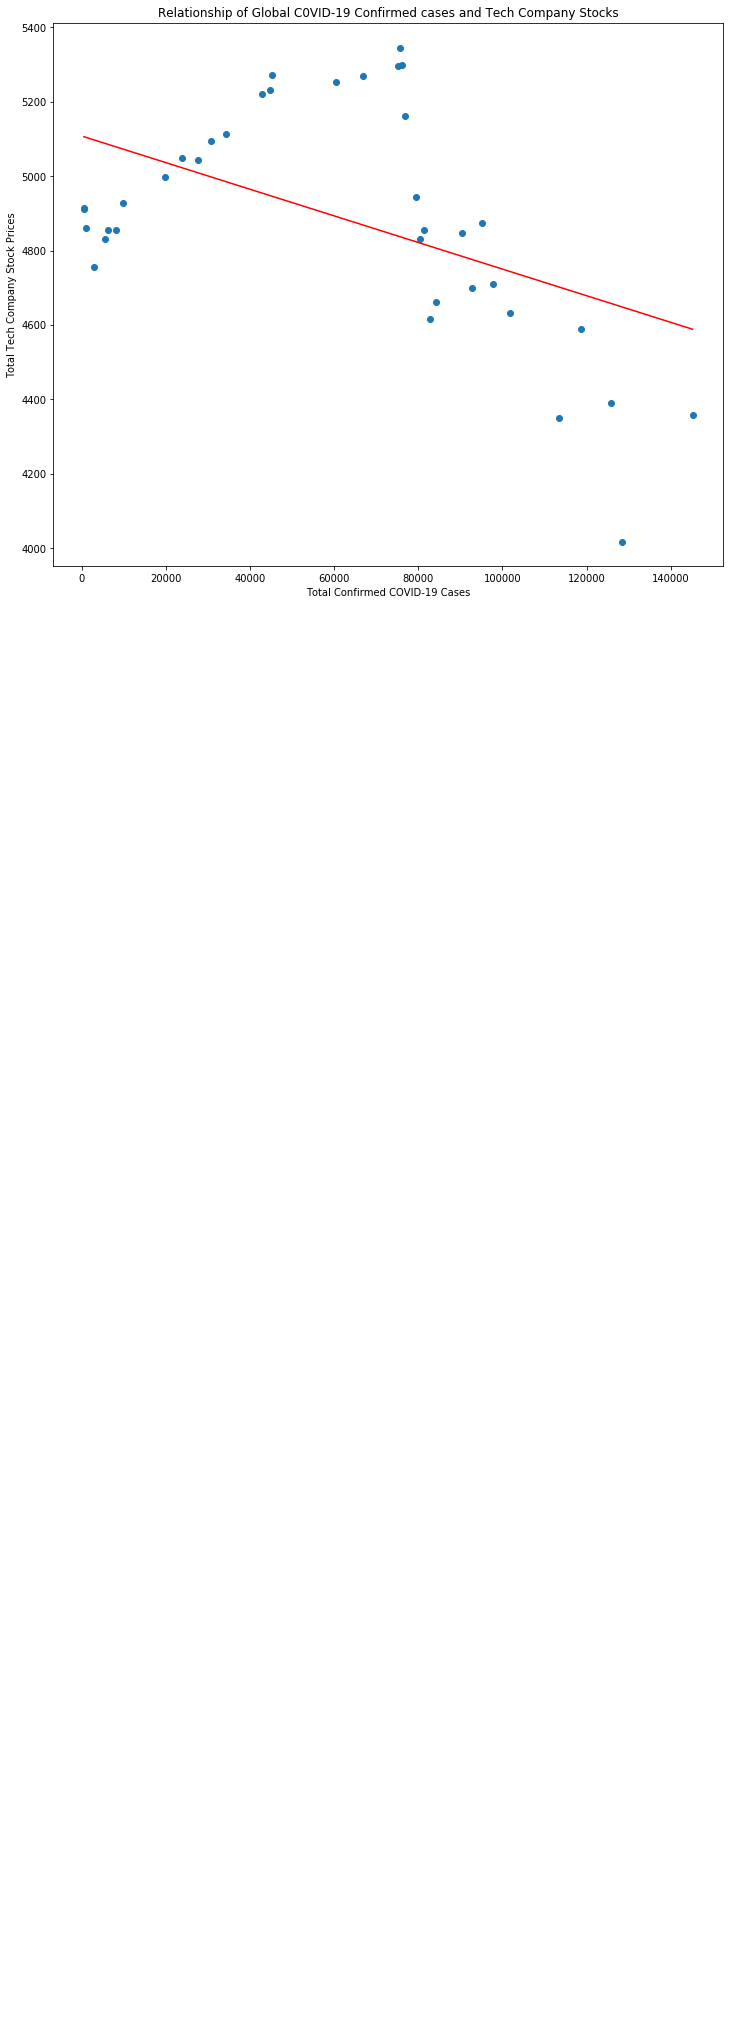 Relationship of Global C0VID-19 Confirmed cases and Tech Company Stocks
5400
5200
5000
4800
4600
4400
4200
4000
Total Tech Company Stock Prices
0 20000 40000 60000 80000 100000 120000 140000
Total Confirmed COVID-19 Cases